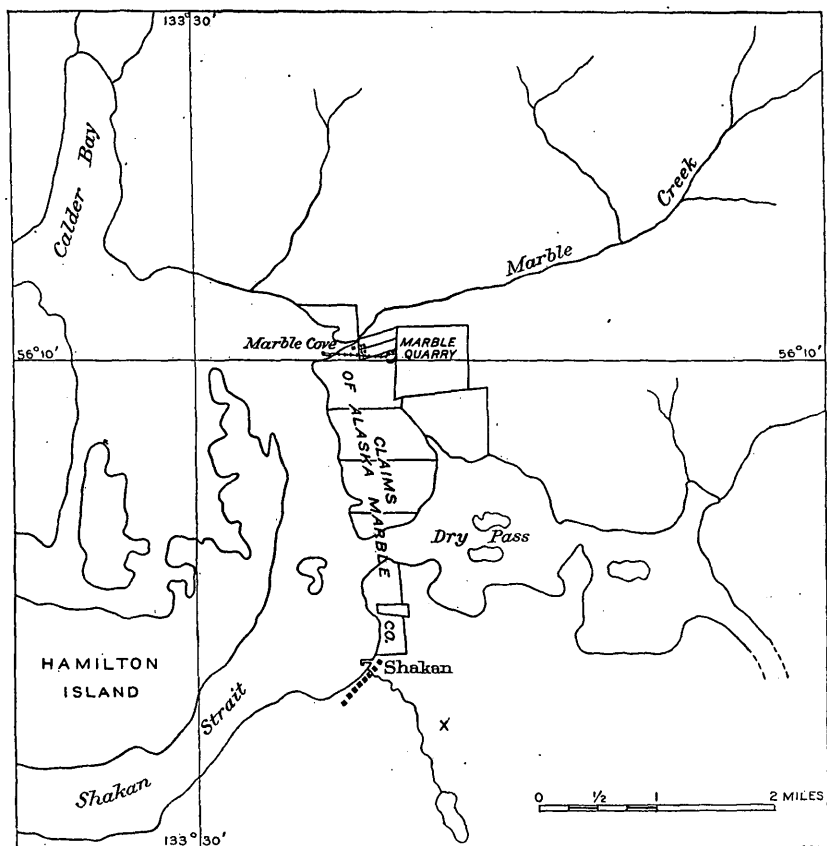 133°30'
Calder Bay
Creek
Marble
Marble Cove
MARBLE
QUARRY
56°10'
56°10'
CLAIMS
OF ALASKA MARBLE
CO.
Dry Pass
HAMILTON
ISLAND
Shakan
Strait
Shakan
X
0 1/2 1 2 MILES
133°30'